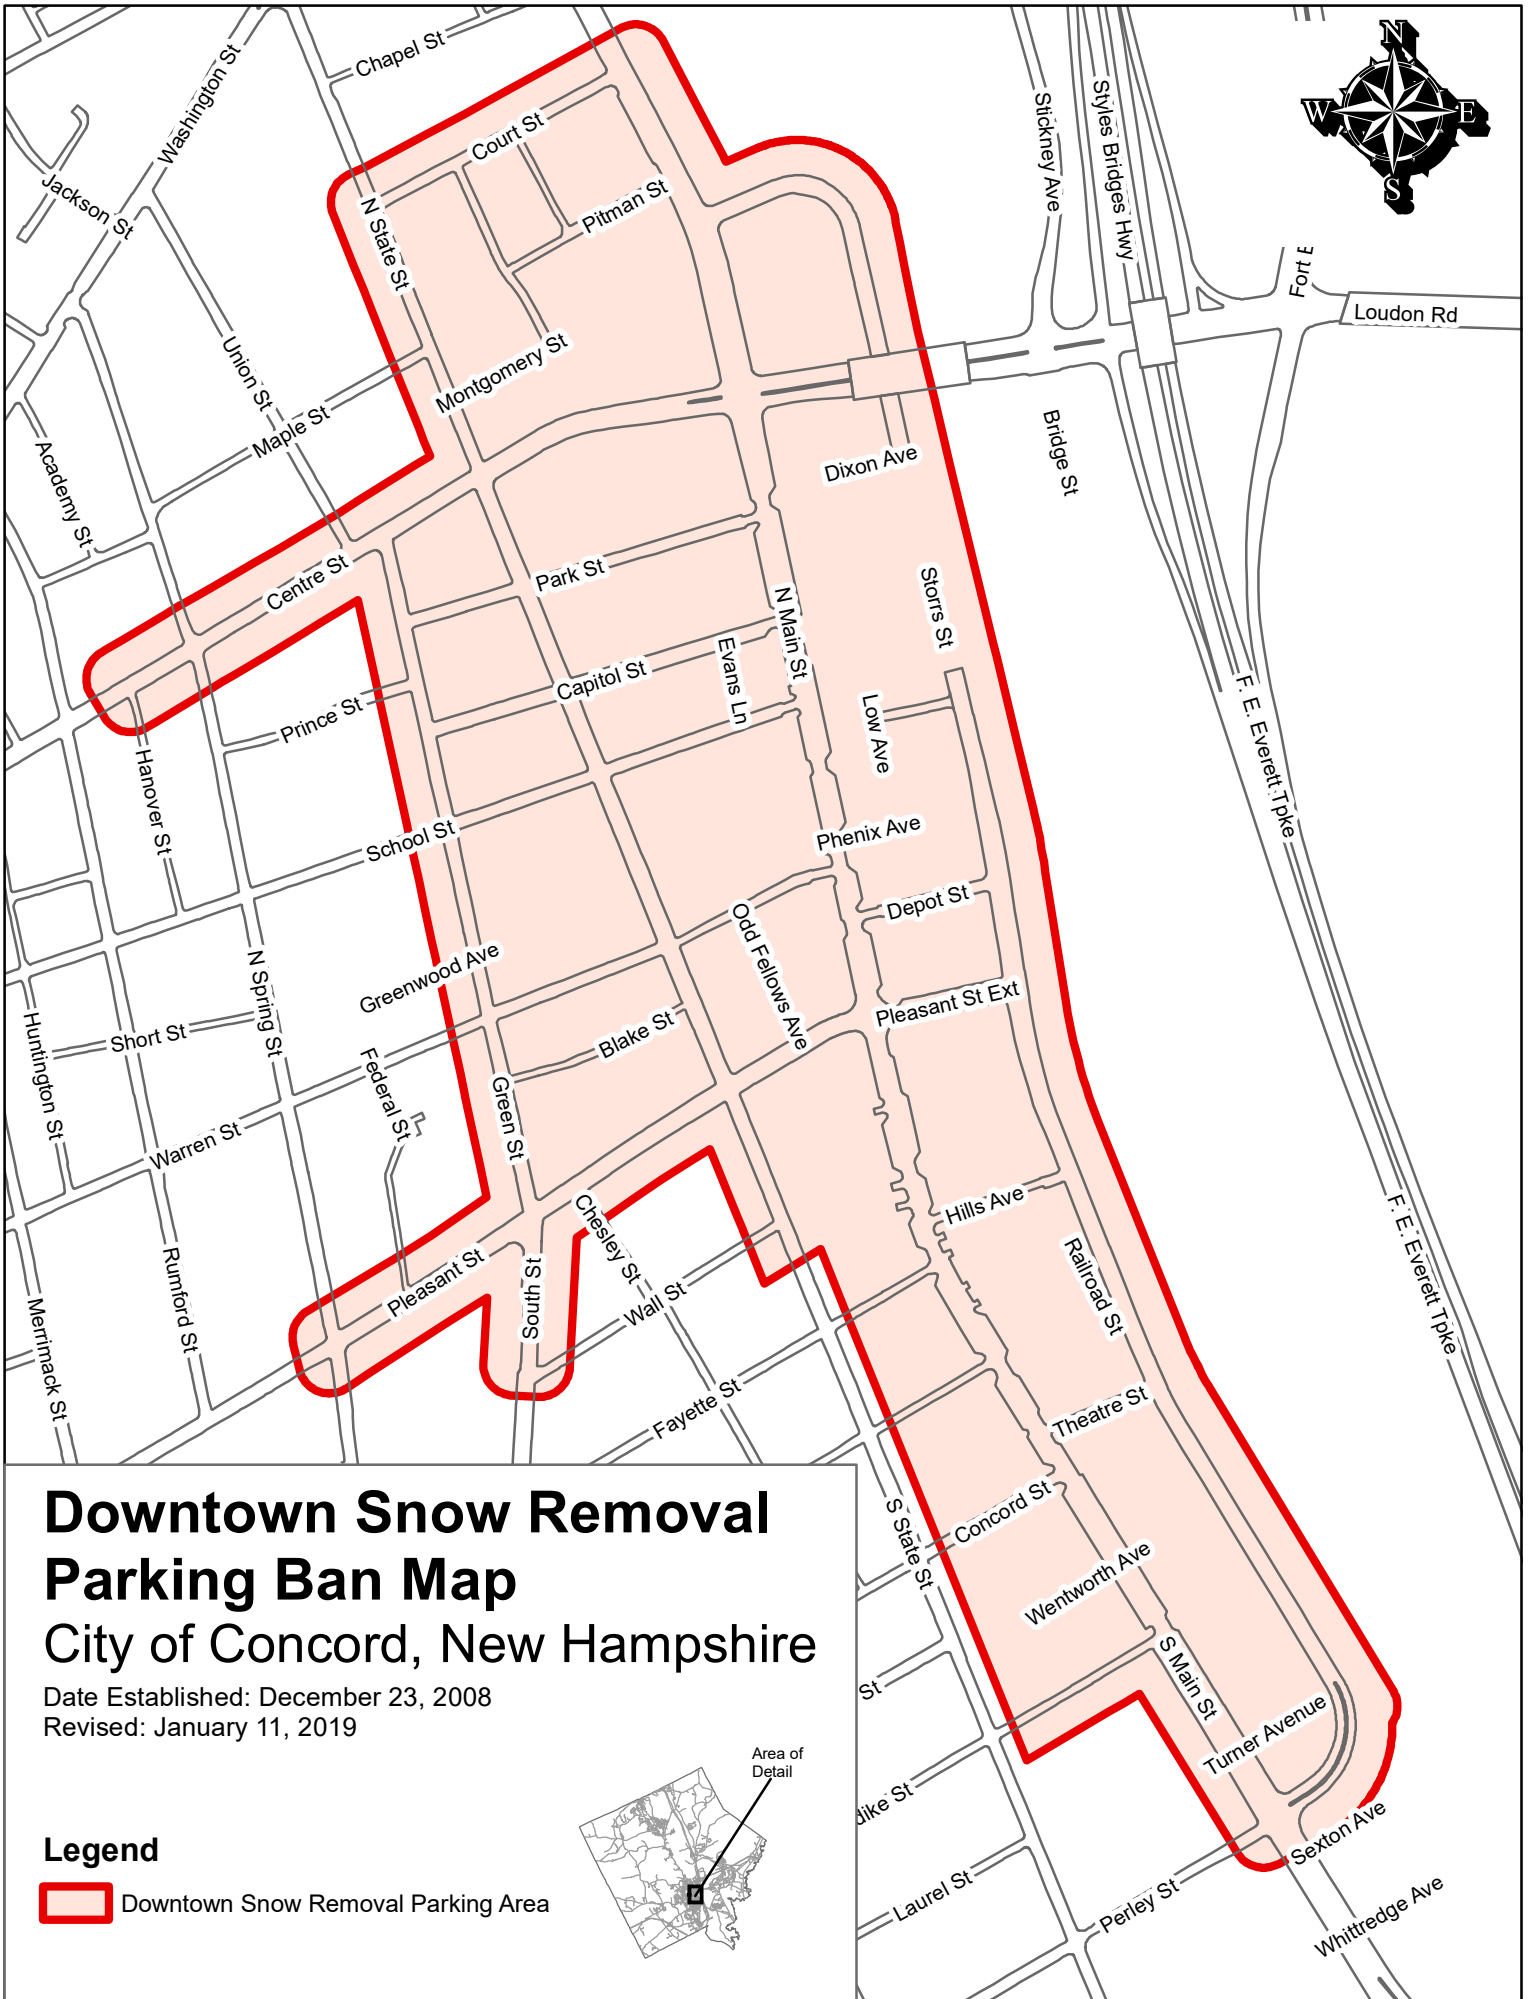 Chapel St
Washington St
Court St
Jackson St
Pitman St
N State St
Stickney Ave
Styles Bridges Hwy
N
W
E
S
Loudon Rd
Union St
Montgomery St
Maple St
Academy St
Dixon Ave
Bridge St
Centre St
Park St
Storrs St
N Main St
Evans Ln
Capitol St
Prince St
Low Ave
F. E. Everett Tpke
Hanover St
School St
Phenix Ave
Depot St
Odd Fellows Ave
Greenwood Ave
N Spring St
Pleasant St Ext
Huntington St
Short St
Blake St
Federal St
Green St
Warren St
Hills Ave
Chesley St
F. E. Everett Tpke
Railroad St
Rumford St
Pleasant St
South St
Wall St
Merrimack St
Fayette St
Theatre St
Concord St
S State St
Wentworth Ave
S Main St
St
Turner Avenue
Sexton Ave
Laurel St
Perley St
Whittredge Ave
Downtown Snow Removal
Parking Ban Map
City of Concord, New Hampshire
Date Established: December 23, 2008
Revised: January 11, 2019
Area of
Detail
Legend
Downtown Snow Removal Parking Area